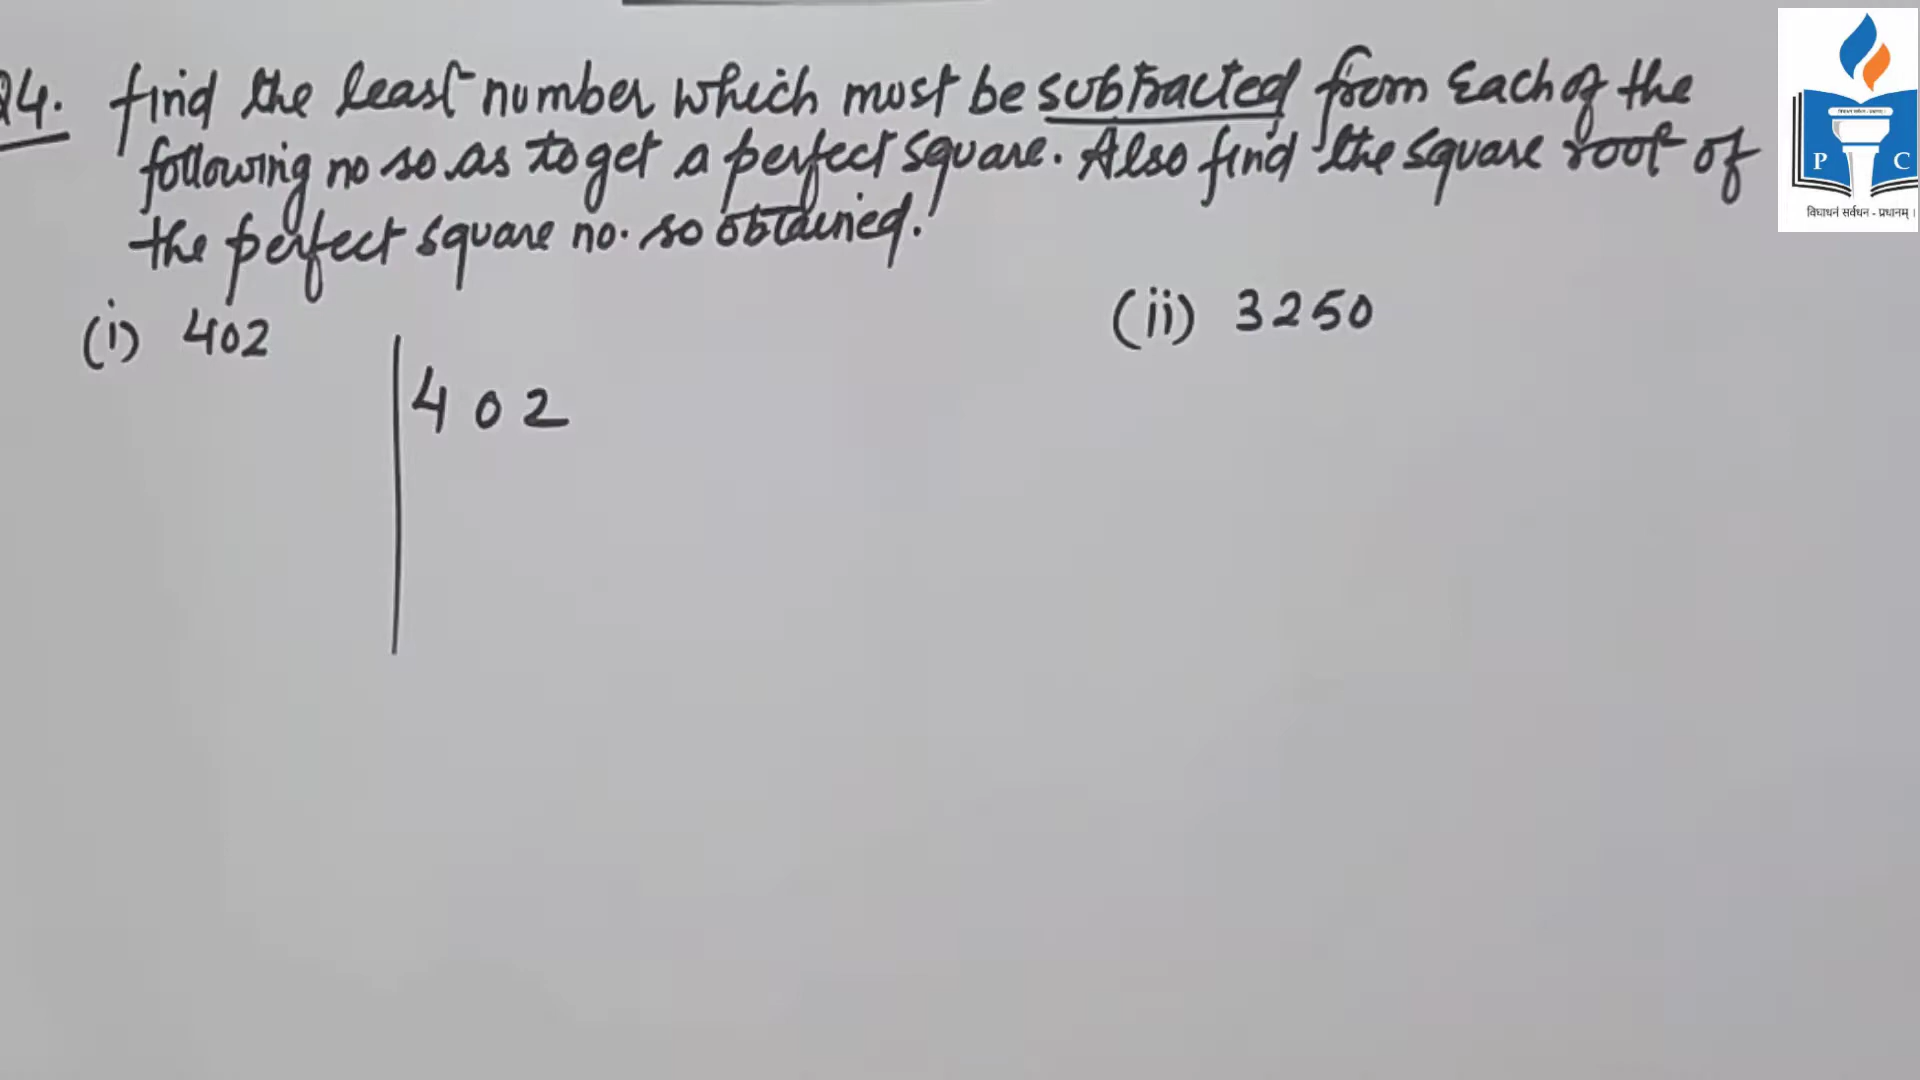 Q4. find the least number which must be subtracted from Each of the
following no so as to get a perfect square. Also find the square root of
the perfect square no. so obtained.
(i) 402
(ii) 3250
402
P C
विद्याधनं सर्वधन - प्रधानम् ।